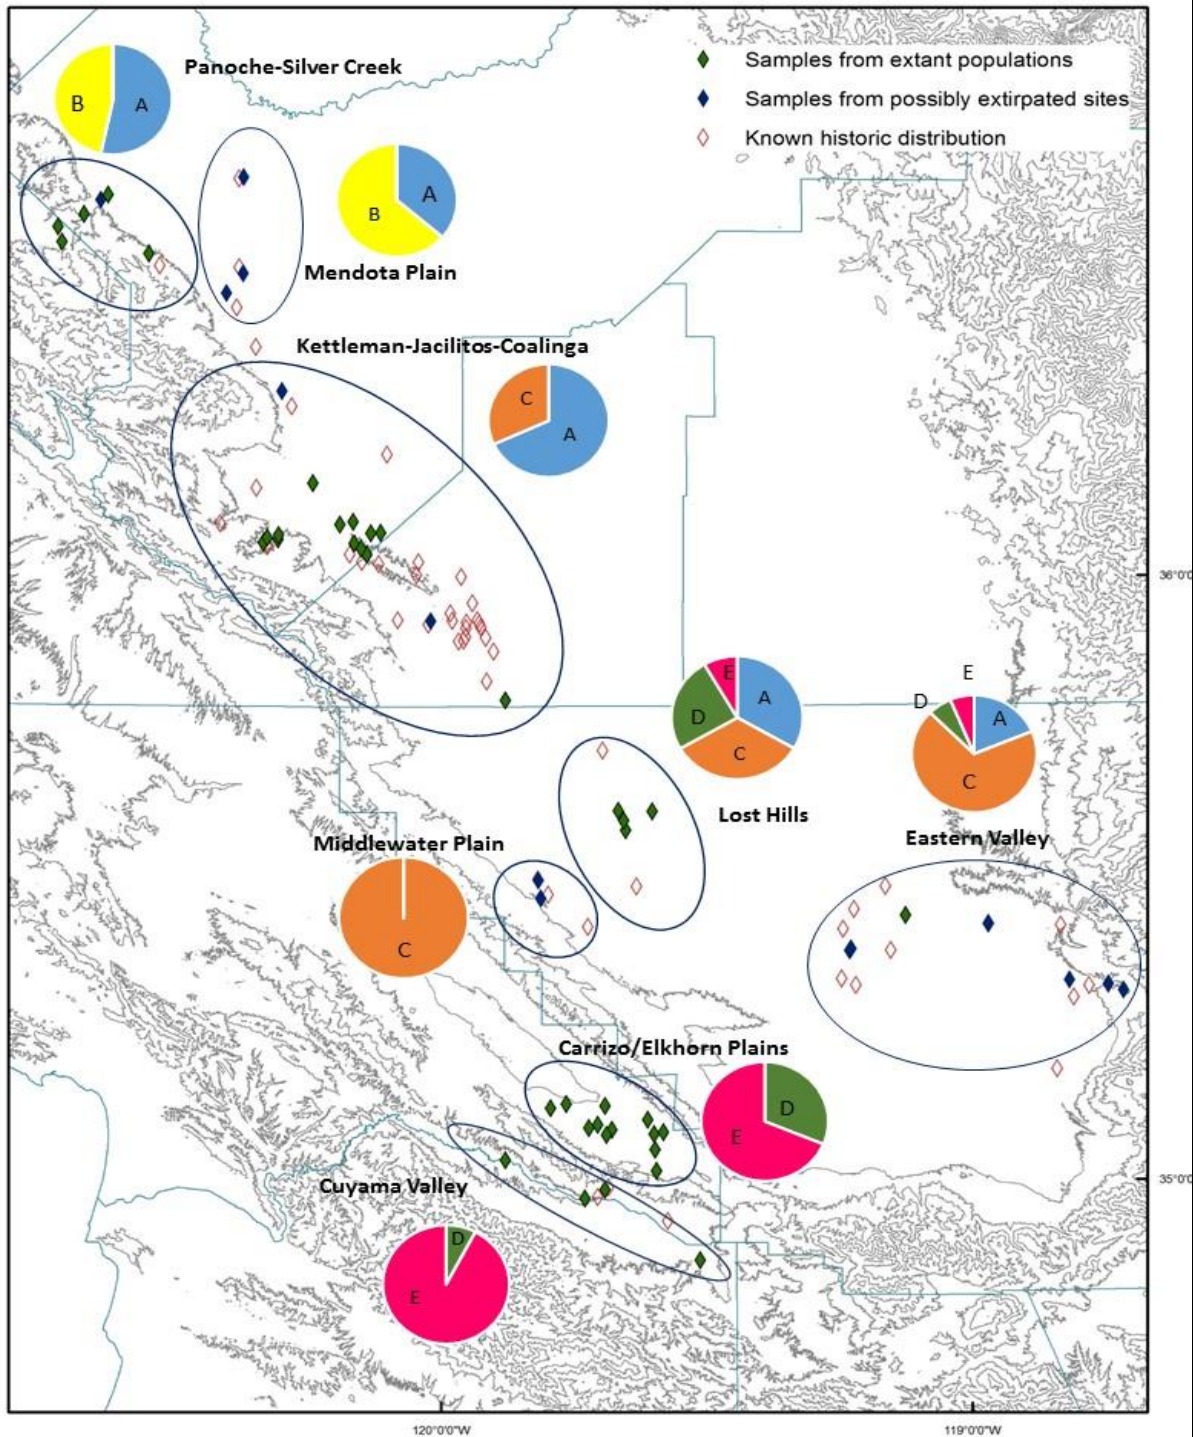 Panoche-Silver Creek
B
A
Samples from extant populations
Samples from possibly extirpated sites
Known historic distribution
A
B
Mendota Plain
Kettleman-Jacilitos-Coalinga
C
A
36°0'0
E
A
D
C
Lost Hills
E
D
A
C
Eastern Valley
Middlewater Plain
C
Carrizo/Elkhorn Plains
D
E
35°0'0
Cuyama Valley
D
E
120°0'0"W
119°0'0"W